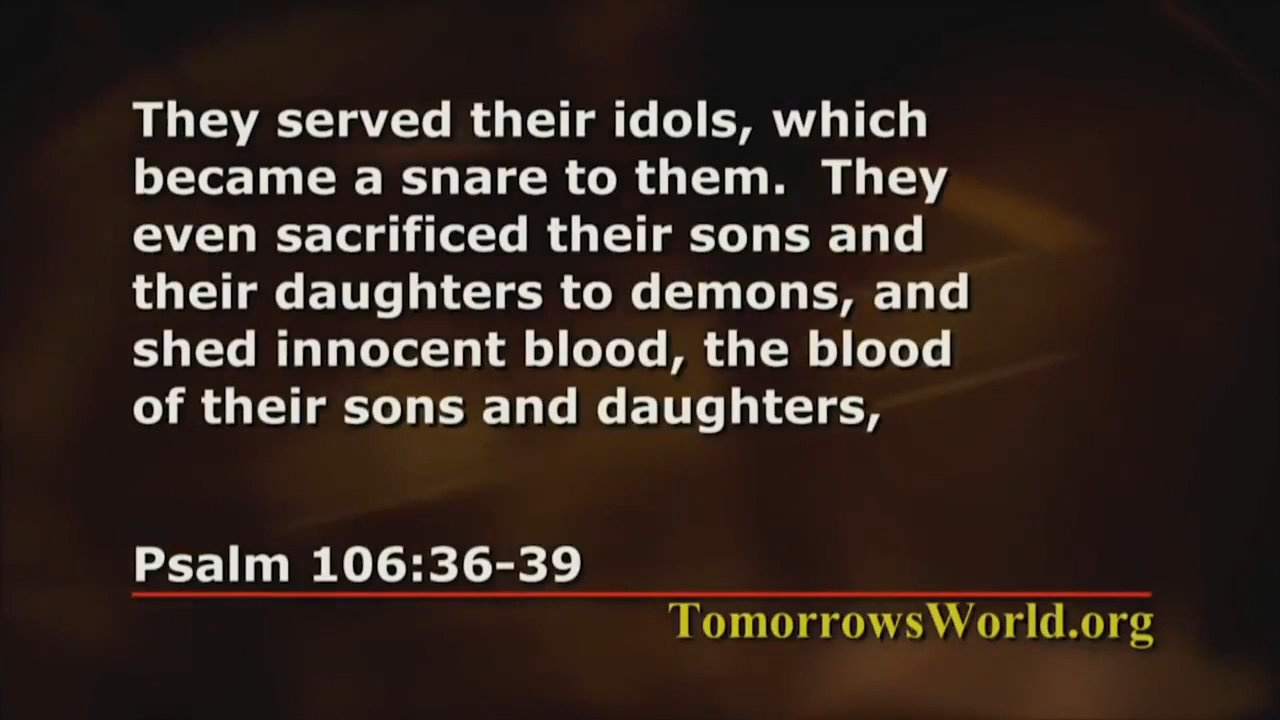 They served their idols, which
became a snare to them.  They
even sacrificed their sons and
their daughters to demons, and
shed innocent blood, the blood
of their sons and daughters,
Psalm 106:36-39
TomorrowsWorld.org